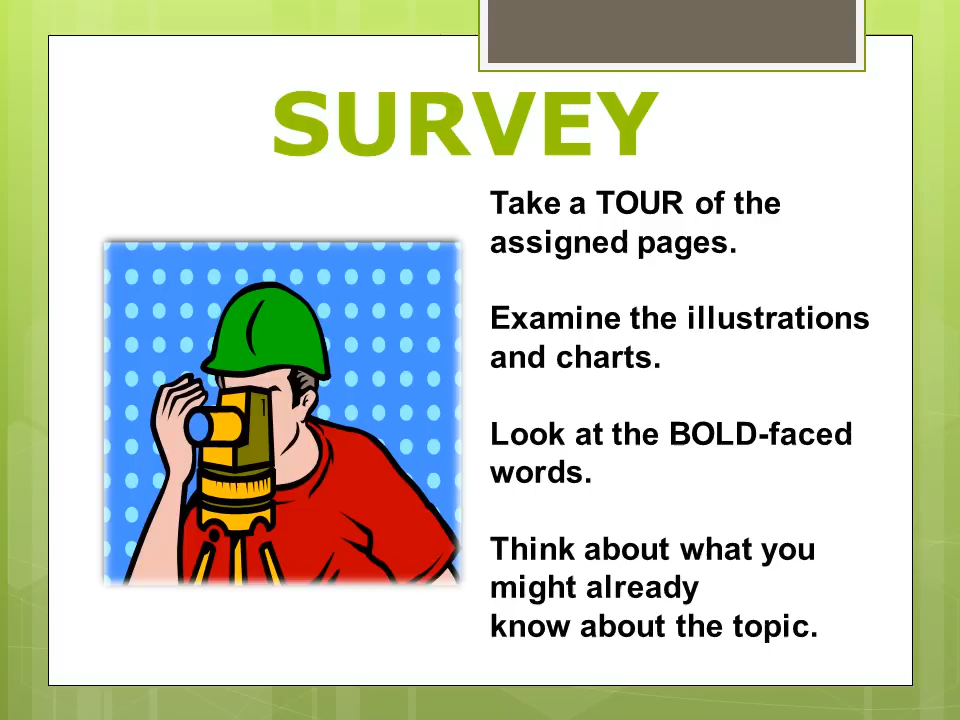 SURVEY
Take a TOUR of the
assigned pages.
Examine the illustrations
and charts.
Look at the BOLD-faced
words.
Think about what you
might already
know about the topic.